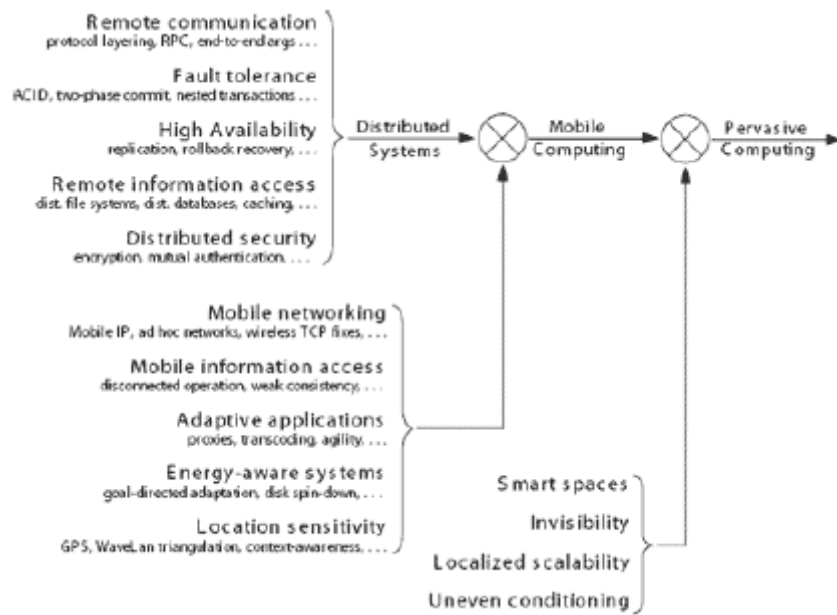 Remote communication
protocol layering, RPC, end-to-end args . . .
Fault tolerance
ACID, two-phase commit, nested transactions . . .
High Availability
replication, rollback recovery, . . .
Remote information access
dist. file systems, dist. databases, caching, . . .
Distributed security
encryption, mutual authentication, . . .
Distributed
Systems
Mobile
Computing
Pervasive
Computing
Mobile networking
Mobile IP, ad hoc networks, wireless TCP fixes, . . .
Mobile information access
disconnected operation, weak consistency, . . .
Adaptive applications
proxies, transcoding, agility, . . .
Energy-aware systems
goal-directed adaptation, disk spin-down, . . .
Location sensitivity
GPS, WaveLan triangulation, context-awareness, . . .
Smart spaces
Invisibility
Localized scalability
Uneven conditioning